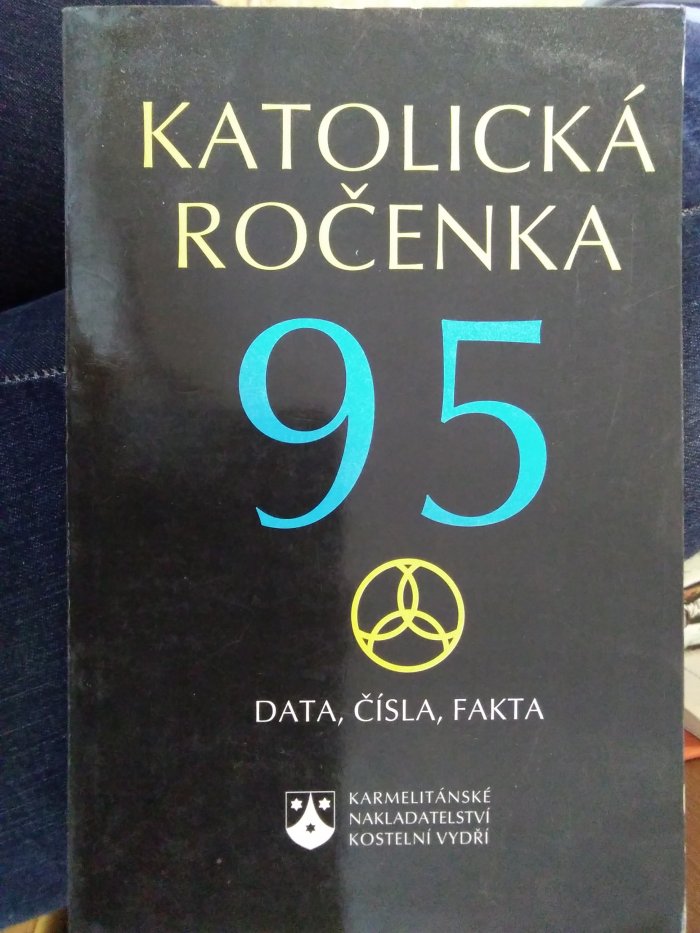 KATOLICKÁ
ROČENKA
95
DATA, ČÍSLA, FAKTA
KARMELITÁNSKÉ
NAKLADATELSTVÍ
KOSTELNÍ VYDŘÍ